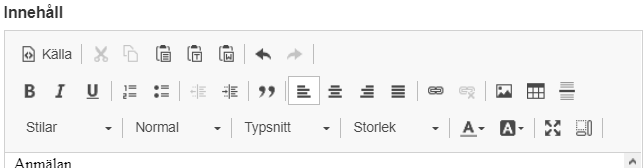 Innehåll
Källa
B I U
Stilar Normal Typsnitt Storlek A A
Anmälan